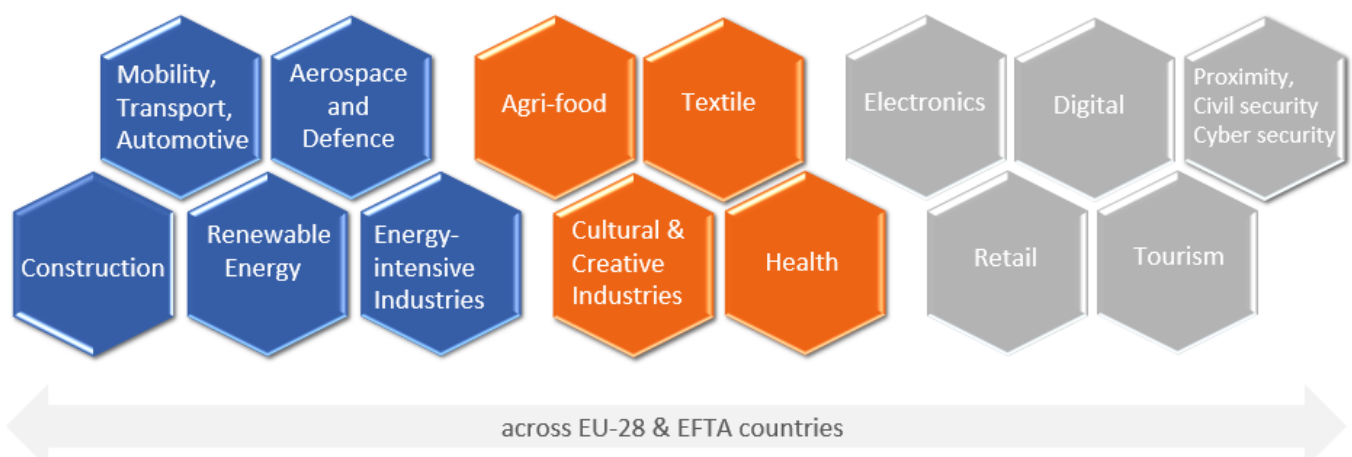 Mobility,
Transport,
Automotive
Aerospace
and
Defence
Agri-food
Textile
Electronics
Digital
Proximity,
Civil security
Cyber security
Construction
Renewable
Energy
Energy-
intensive
Industries
Cultural &
Creative
Industries
Health
Retail
Tourism
across EU-28 & EFTA countries